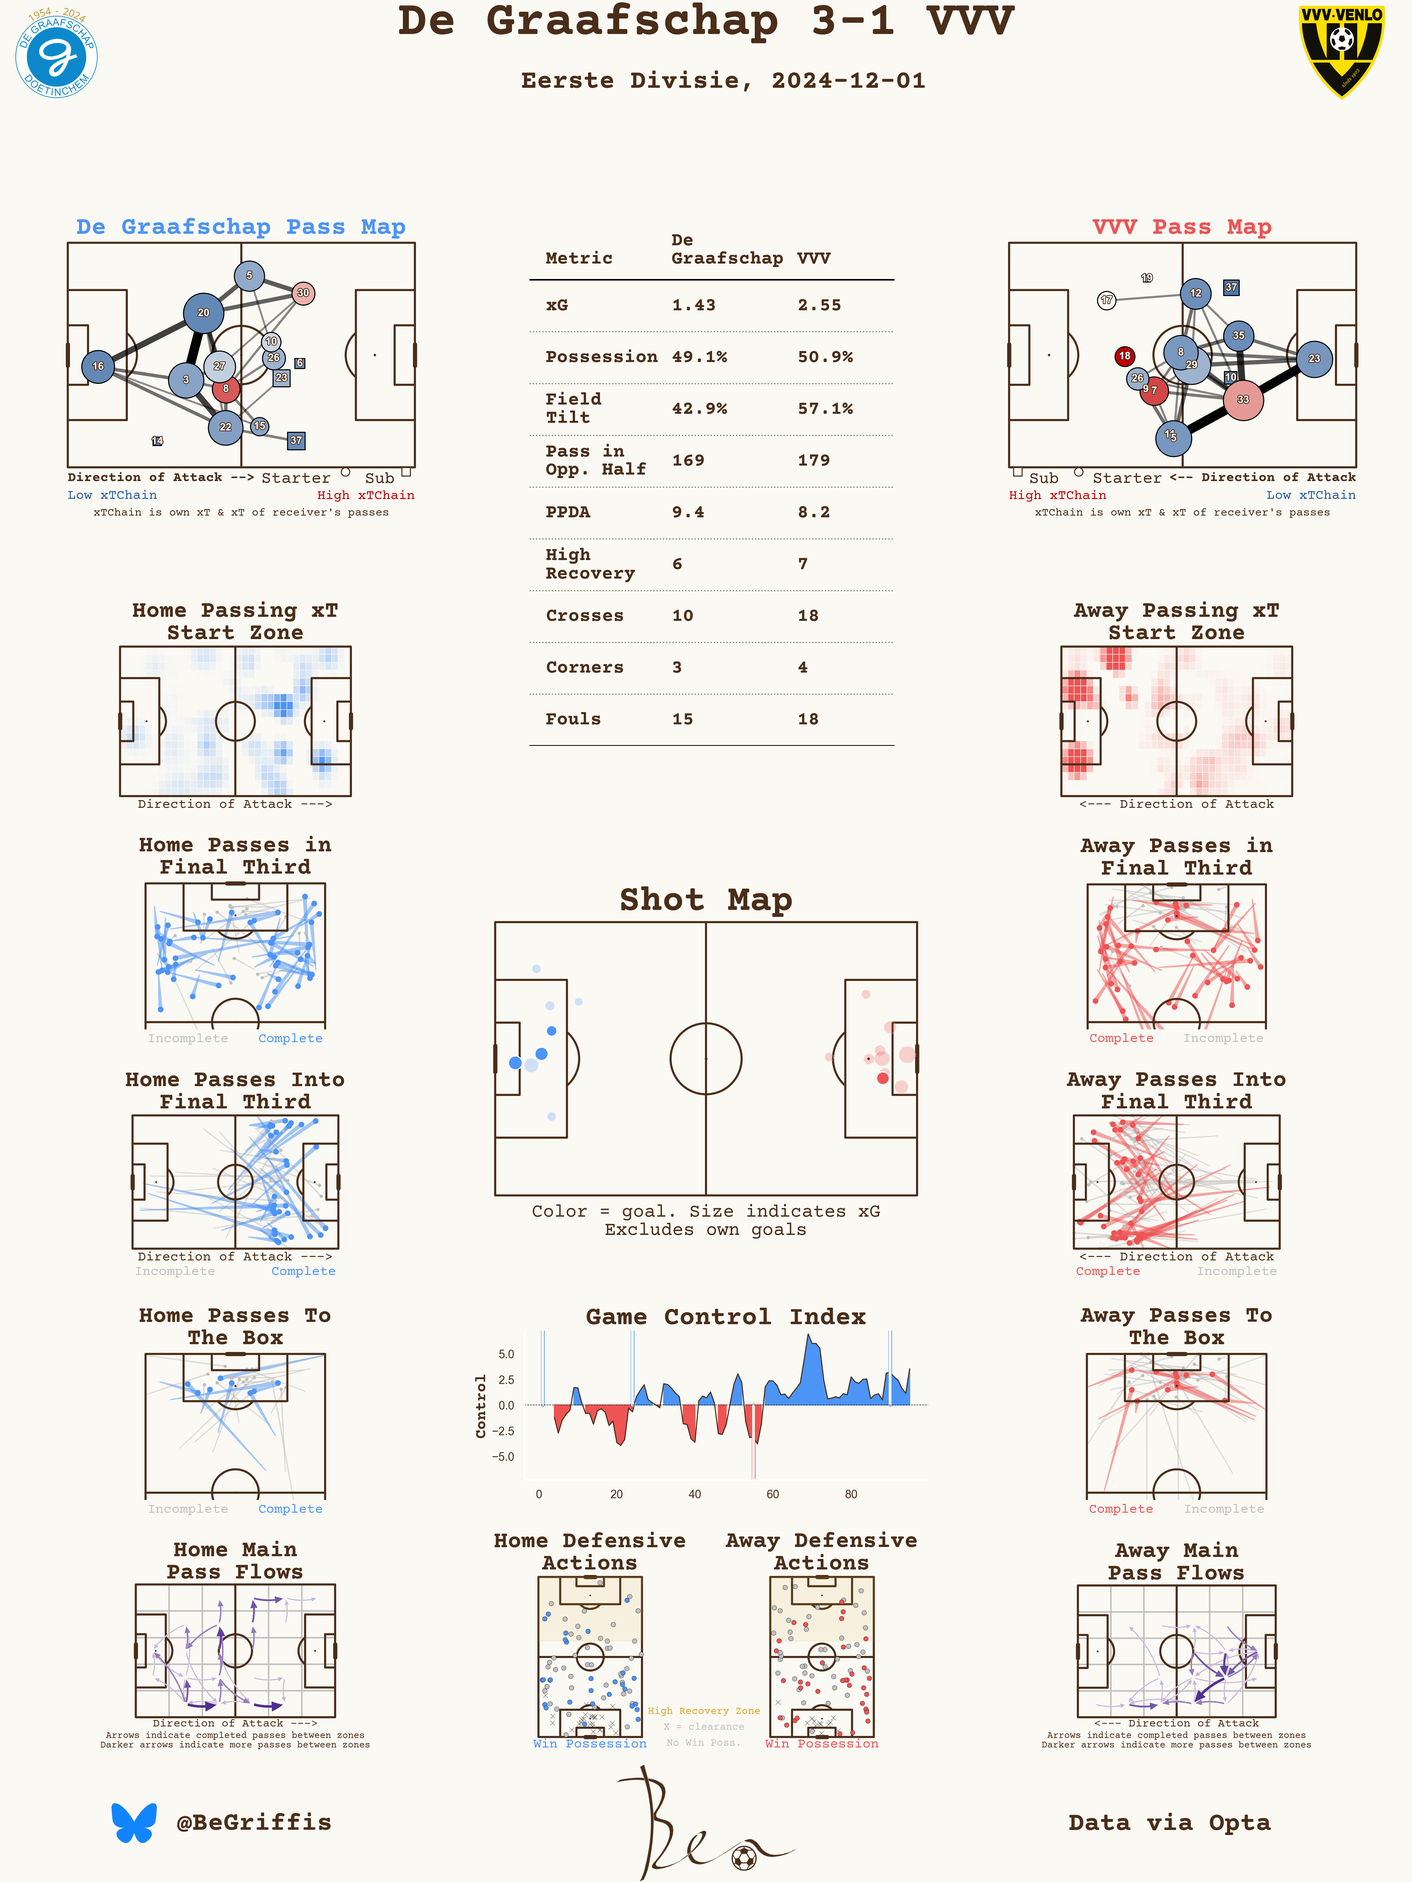 De Graafschap 3-1 VVV
Eerste Divisie, 2024-12-01
1954 - 2024
DE GRAAFSCHAP
DOETINCHEM
VVV-VENLO
De Graafschap Pass Map
5
30
20
10
26
6
16
27
23
3
8
22
15
37
14
Direction of Attack --> Starter Sub
Low xTChain High xTChain
xTChain is own xT & xT of receiver's passes
Metric De Graafschap VVV
xG 1.43 2.55
Possession 49.1% 50.9%
Field Tilt 42.9% 57.1%
Pass in Opp. Half 169 179
PPDA 9.4 8.2
High Recovery 6 7
Crosses 10 18
Corners 3 4
Fouls 15 18
VVV Pass Map
19
37
17
12
35
18
8
23
29
26
10
9
7
33
5
Sub Starter <-- Direction of Attack
High xTChain Low xTChain
xTChain is own xT & xT of receiver's passes
Home Passing xT
Start Zone
Direction of Attack --->
Away Passing xT
Start Zone
<--- Direction of Attack
Home Passes in
Final Third
Incomplete Complete
Away Passes in
Final Third
Complete Incomplete
Shot Map
Color = goal. Size indicates xG
Excludes own goals
Home Passes Into
Final Third
Direction of Attack --->
Incomplete Complete
Away Passes Into
Final Third
<--- Direction of Attack
Complete Incomplete
Home Passes To
The Box
Incomplete Complete
Game Control Index
Control
5.0
2.5
0.0
−2.5
−5.0
0 20 40 60 80
Away Passes To
The Box
Complete Incomplete
Home Main
Pass Flows
Direction of Attack --->
Arrows indicate completed passes between zones
Darker arrows indicate more passes between zones
Home Defensive
Actions
Win Possession
High Recovery Zone
X = clearance
No Win Poss.
Away Defensive
Actions
Win Possession
Away Main
Pass Flows
<--- Direction of Attack
Arrows indicate completed passes between zones
Darker arrows indicate more passes between zones
@BeGriffis
Ben
Data via Opta